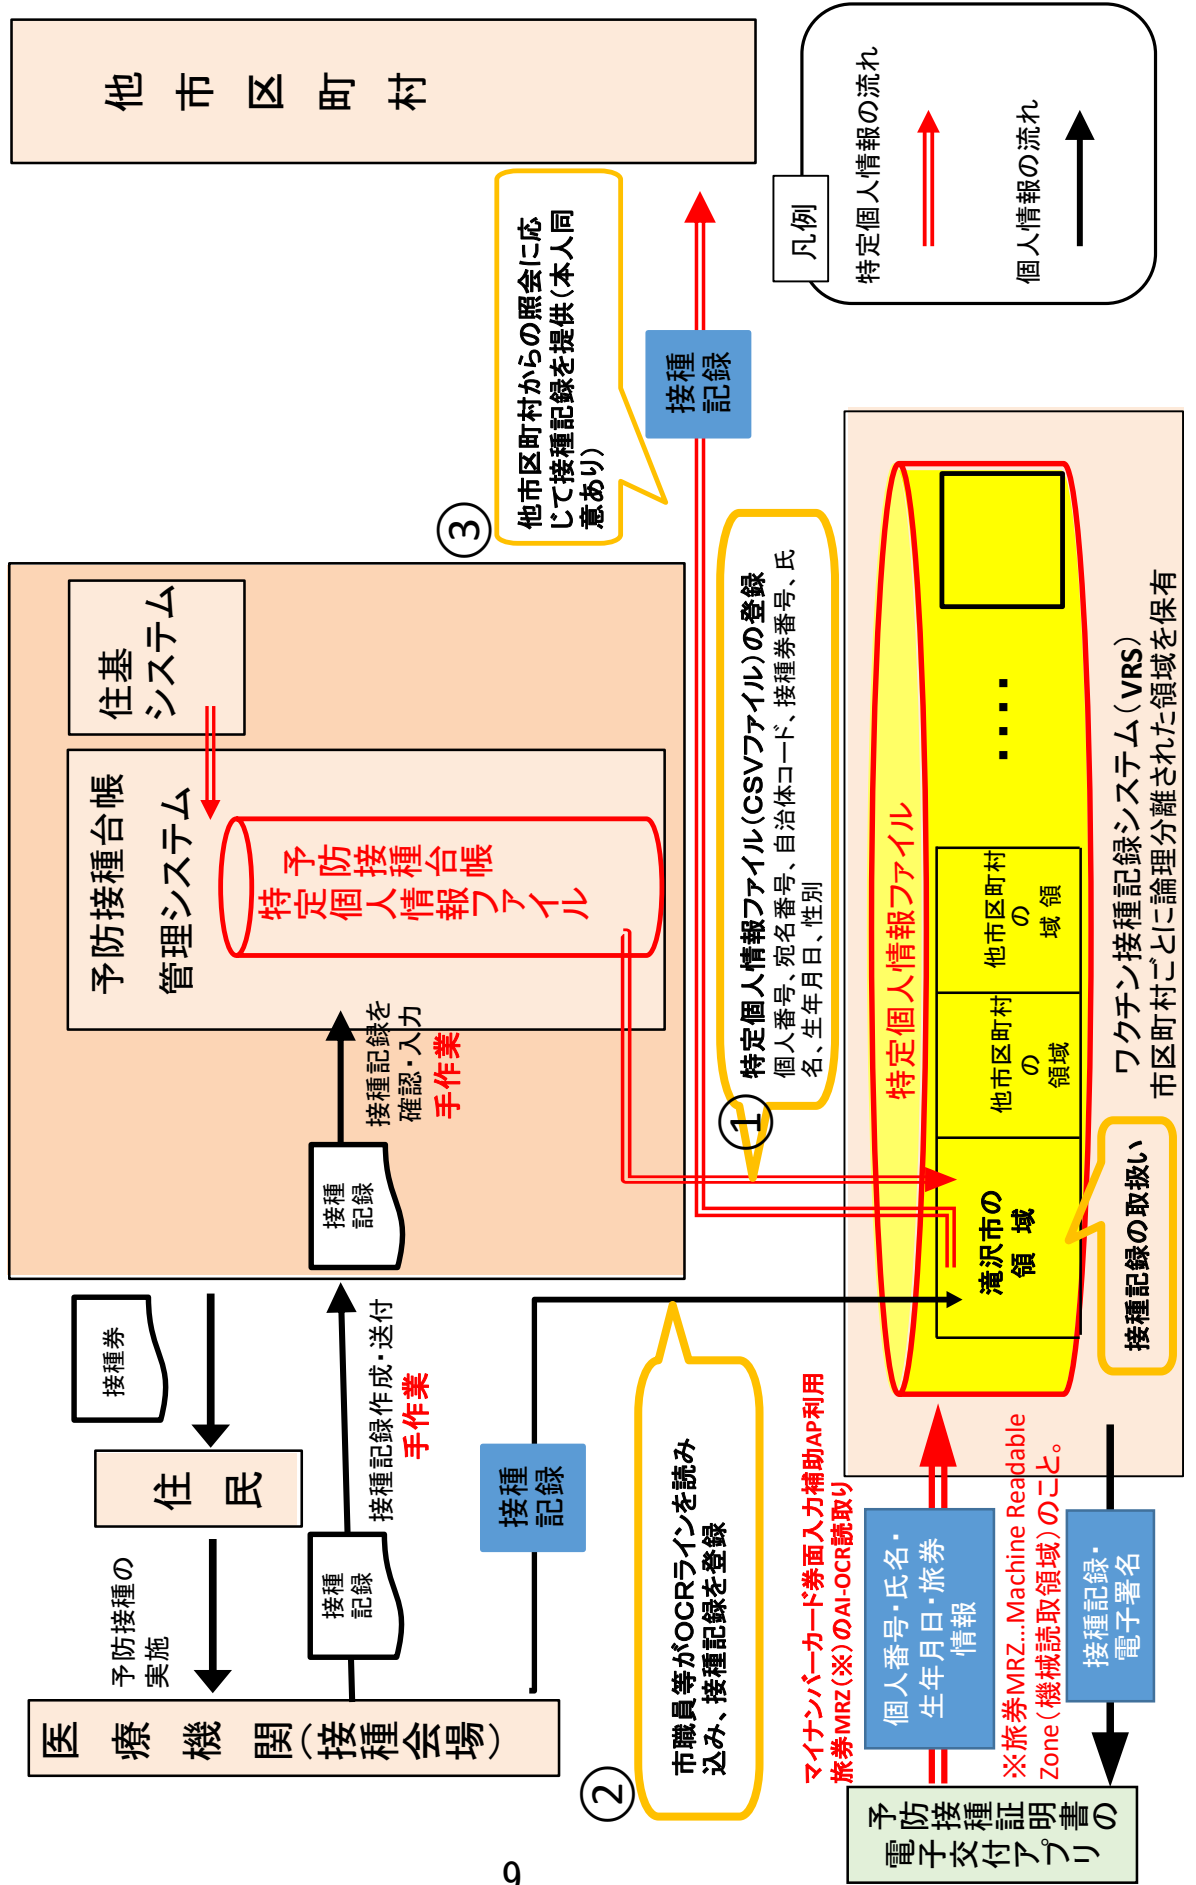 医療機関（接種会場）
予防接種の
実施
住民
接種券
接種
記録
接種記録作成・送付
手作業
接種
記録
接種記録を
確認・入力
手作業
予防接種台帳
管理システム
予防接種台帳
特定個人情報ファイル
住基
システム
他市区町村
③
他市区町村からの照会に応
じて接種記録を提供（本人同
意あり）
接種
記録
②
市職員等がOCRラインを読み
込み、接種記録を登録
接種
記録
①
特定個人情報ファイル（CSVファイル）の登録
個人番号、宛名番号、自治体コード、接種券番号、氏
名、生年月日、性別
凡例
特定個人情報の流れ
個人情報の流れ
マイナンバーカード券面入力補助AP利用
旅券MRZ（※）のAI-OCR読取り
個人番号・氏名・
生年月日・旅券
情報
※旅券MRZ…Machine Readable
Zone（機械読取領域）のこと。
接種記録・
電子署名
予防接種証明書の
電子交付アプリ
特定個人情報ファイル
滝沢市の
領 域
他市区町村
の
領域
他市区町村
の
域 領
・・・・
接種記録の取扱い
ワクチン接種記録システム（VRS）
市区町村ごとに論理分離された領域を保有
9